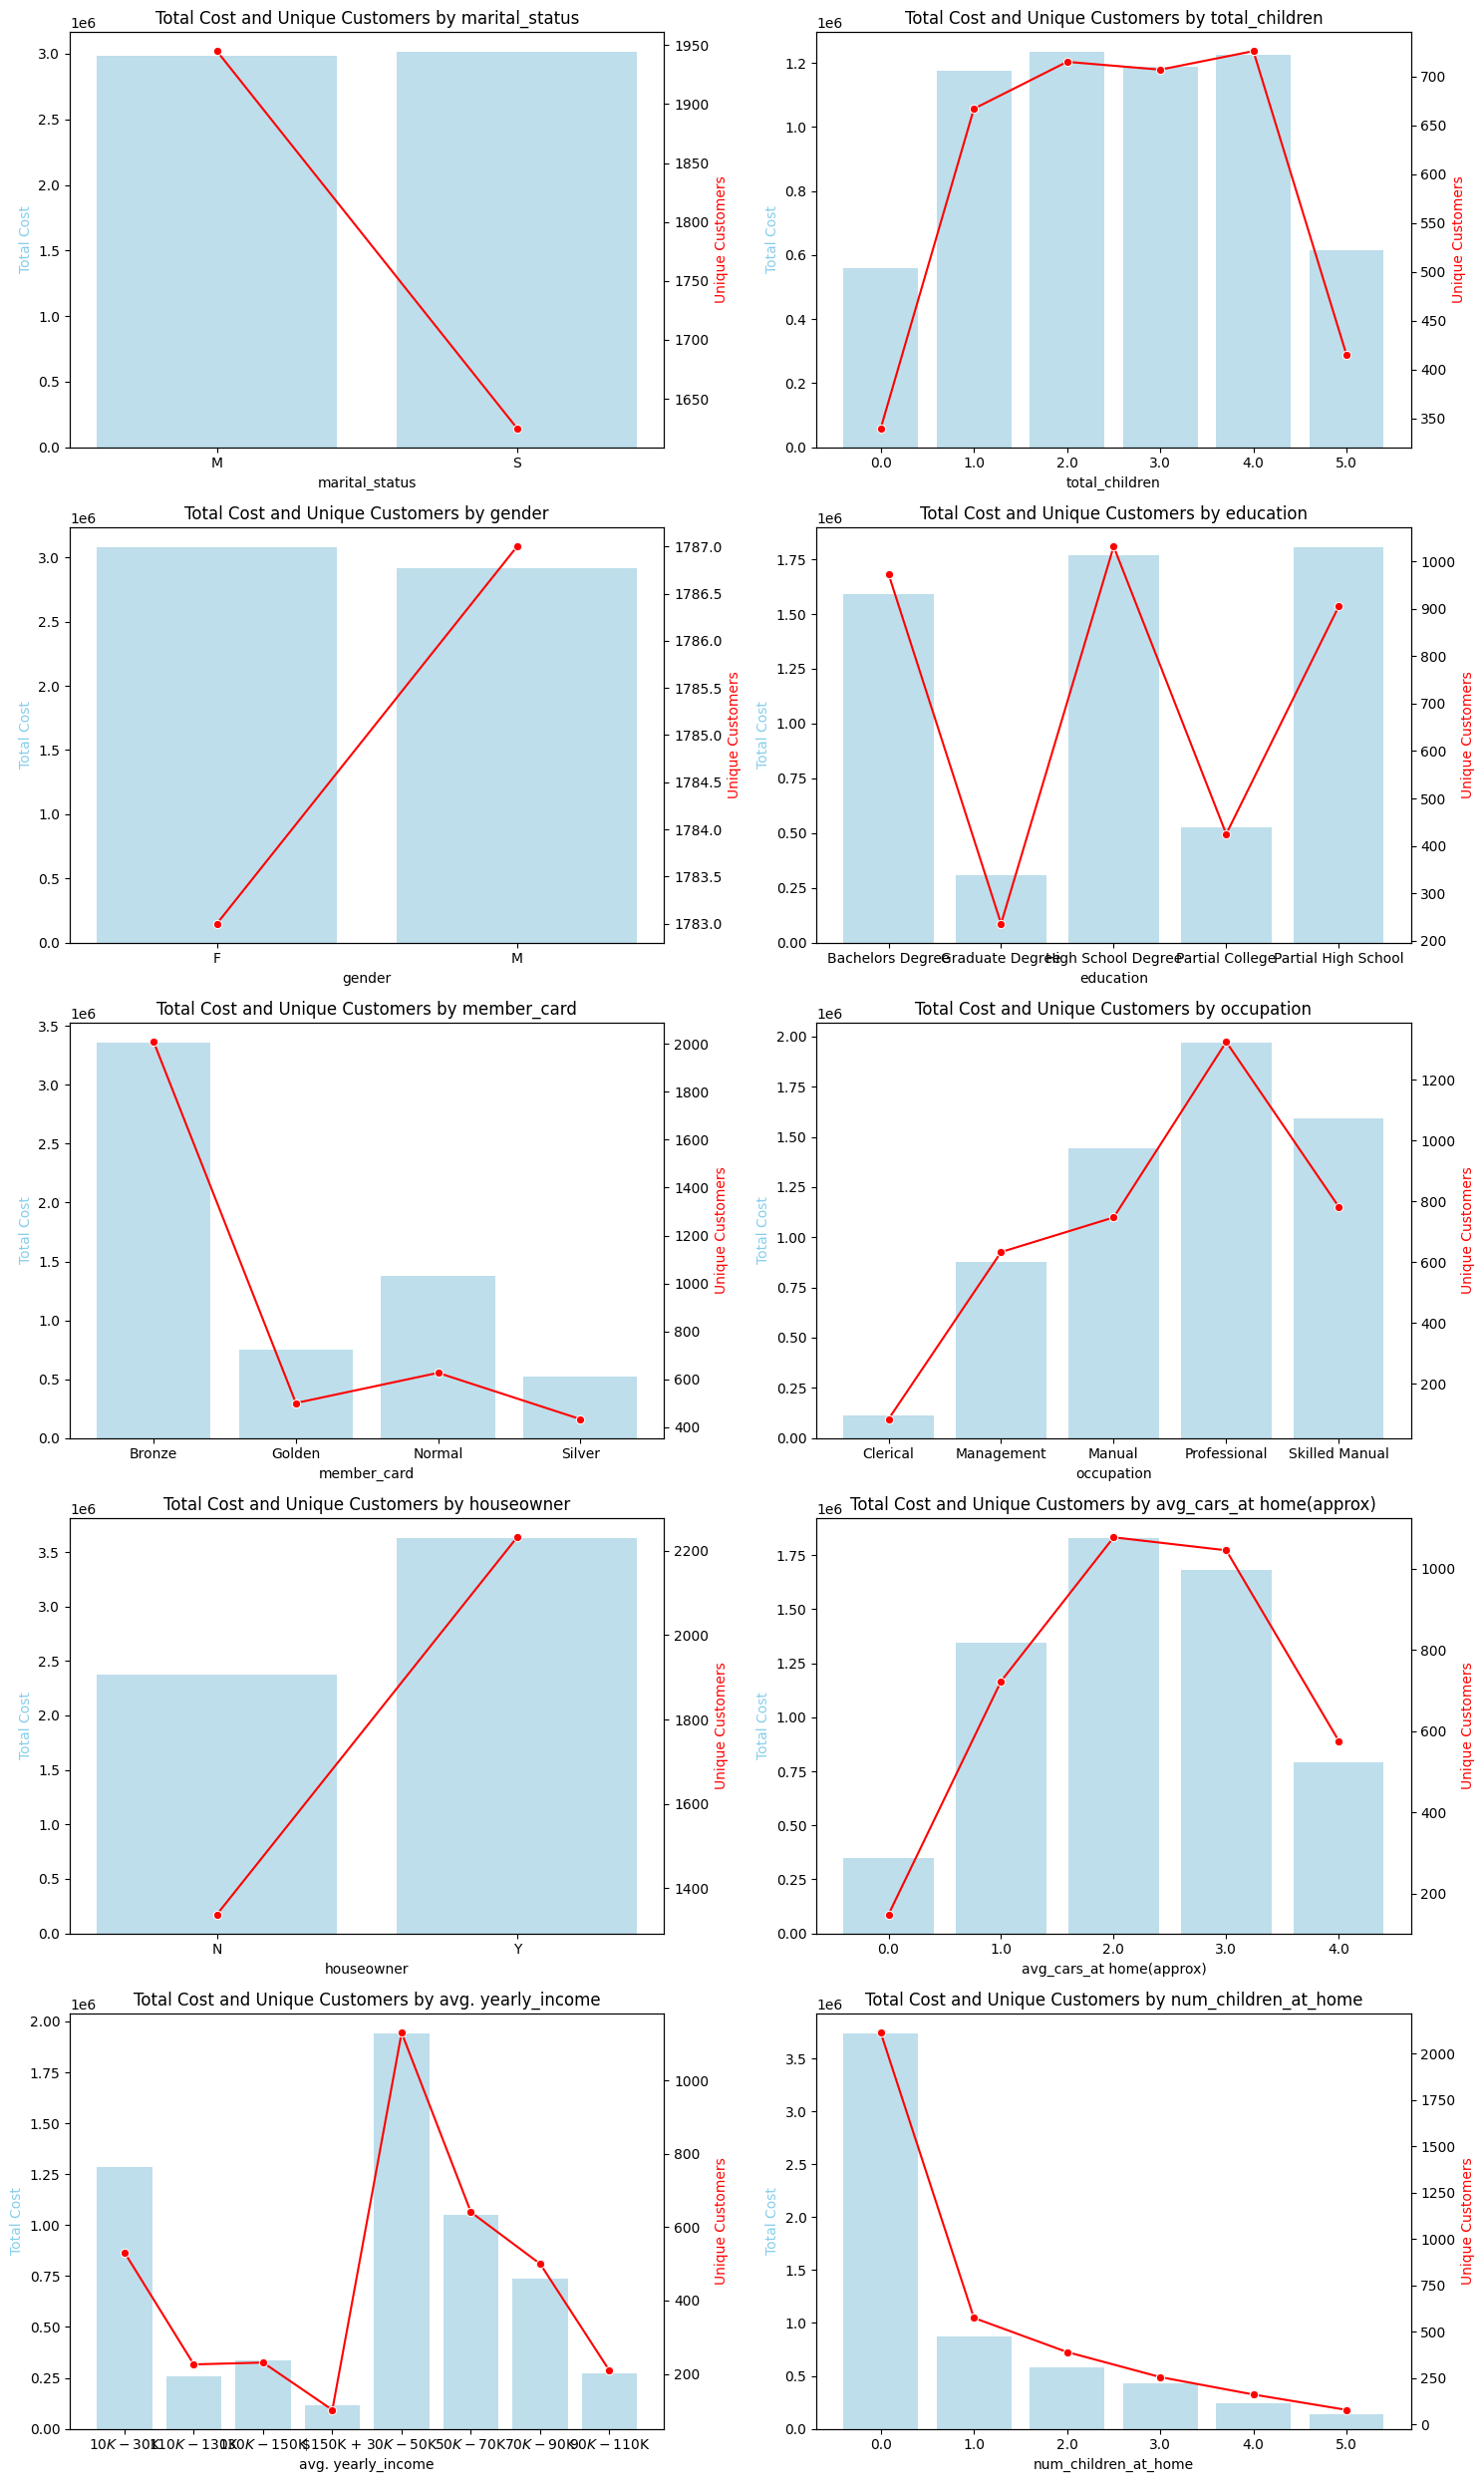 Total Cost and Unique Customers by marital_status
1e6
3.0
2.5
2.0
1.5
1.0
0.5
0.0
Total Cost
1950
1900
1850
1800
1750
1700
1650
Unique Customers
M S
marital_status
Total Cost and Unique Customers by total_children
1e6
1.2
1.0
0.8
0.6
0.4
0.2
0.0
Total Cost
700
650
600
550
500
450
400
350
Unique Customers
0.0 1.0 2.0 3.0 4.0 5.0
total_children
Total Cost and Unique Customers by gender
1e6
3.0
2.5
2.0
1.5
1.0
0.5
0.0
Total Cost
1787.0
1786.5
1786.0
1785.5
1785.0
1784.5
1784.0
1783.5
1783.0
Unique Customers
F M
gender
Total Cost and Unique Customers by education
1e6
1.75
1.50
1.25
1.00
0.75
0.50
0.25
0.00
Total Cost
1000
900
800
700
600
500
400
300
200
Unique Customers
Bachelors Degree Graduate Degree High School Degree Partial College Partial High School
education
Total Cost and Unique Customers by member_card
1e6
3.5
3.0
2.5
2.0
1.5
1.0
0.5
0.0
Total Cost
2000
1800
1600
1400
1200
1000
800
600
400
Unique Customers
Bronze Golden Normal Silver
member_card
Total Cost and Unique Customers by occupation
1e6
2.00
1.75
1.50
1.25
1.00
0.75
0.50
0.25
0.00
Total Cost
1200
1000
800
600
400
200
Unique Customers
Clerical Management Manual Professional Skilled Manual
occupation
Total Cost and Unique Customers by houseowner
1e6
3.5
3.0
2.5
2.0
1.5
1.0
0.5
0.0
Total Cost
2200
2000
1800
1600
1400
Unique Customers
N Y
houseowner
Total Cost and Unique Customers by avg_cars_at home(approx)
1e6
1.75
1.50
1.25
1.00
0.75
0.50
0.25
0.00
Total Cost
1000
800
600
400
200
Unique Customers
0.0 1.0 2.0 3.0 4.0
avg_cars_at home(approx)
Total Cost and Unique Customers by avg. yearly_income
1e6
2.00
1.75
1.50
1.25
1.00
0.75
0.50
0.25
0.00
Total Cost
1000
800
600
400
200
Unique Customers
10K-30K 110K-130K 130K-150K $150K + 30K-50K 50K-70K 70K-90K 90K-110K
avg. yearly_income
Total Cost and Unique Customers by num_children_at_home
1e6
3.5
3.0
2.5
2.0
1.5
1.0
0.5
0.0
Total Cost
2000
1750
1500
1250
1000
750
500
250
0
Unique Customers
0.0 1.0 2.0 3.0 4.0 5.0
num_children_at_home